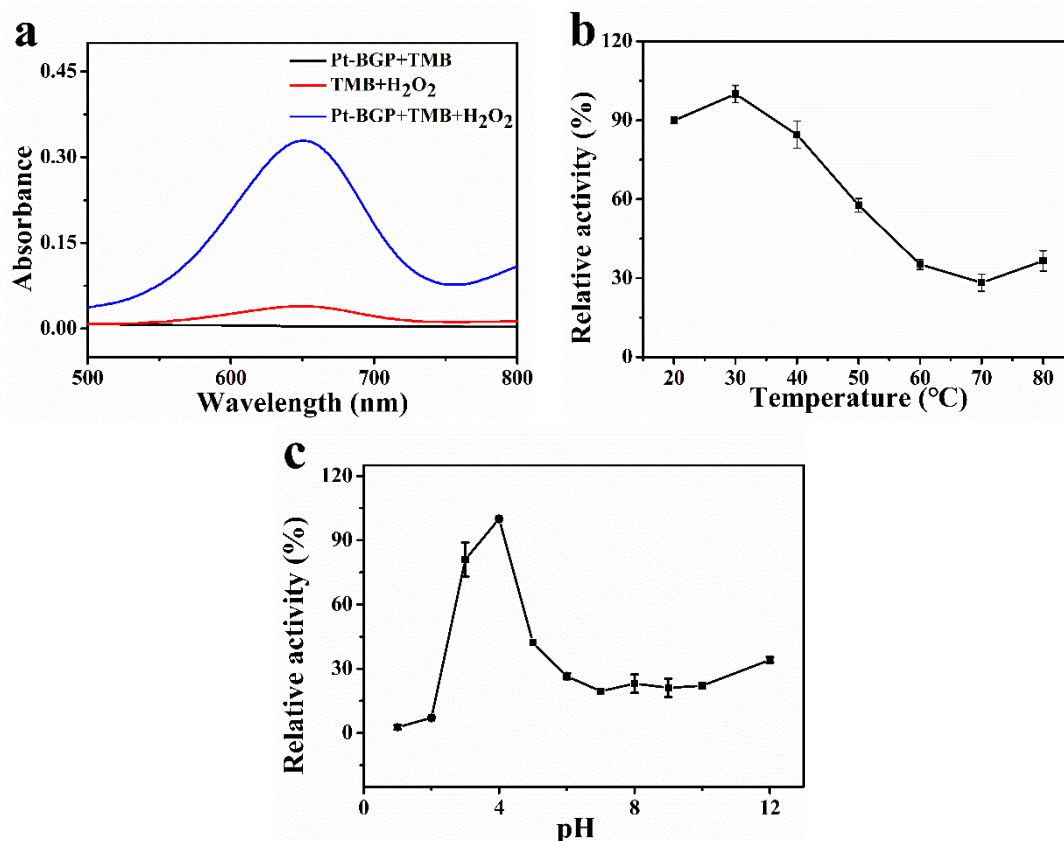 a
Pt-BGP+TMB
TMB+H₂O₂
Pt-BGP+TMB+H₂O₂
0.45
0.30
0.15
0.00
Absorbance
500 600 700 800
Wavelength (nm)
b
120
90
60
30
0
Relative activity (%)
20 30 40 50 60 70 80
Temperature (°C)
c
120
90
60
30
0
Relative activity (%)
0 4 8 12
pH